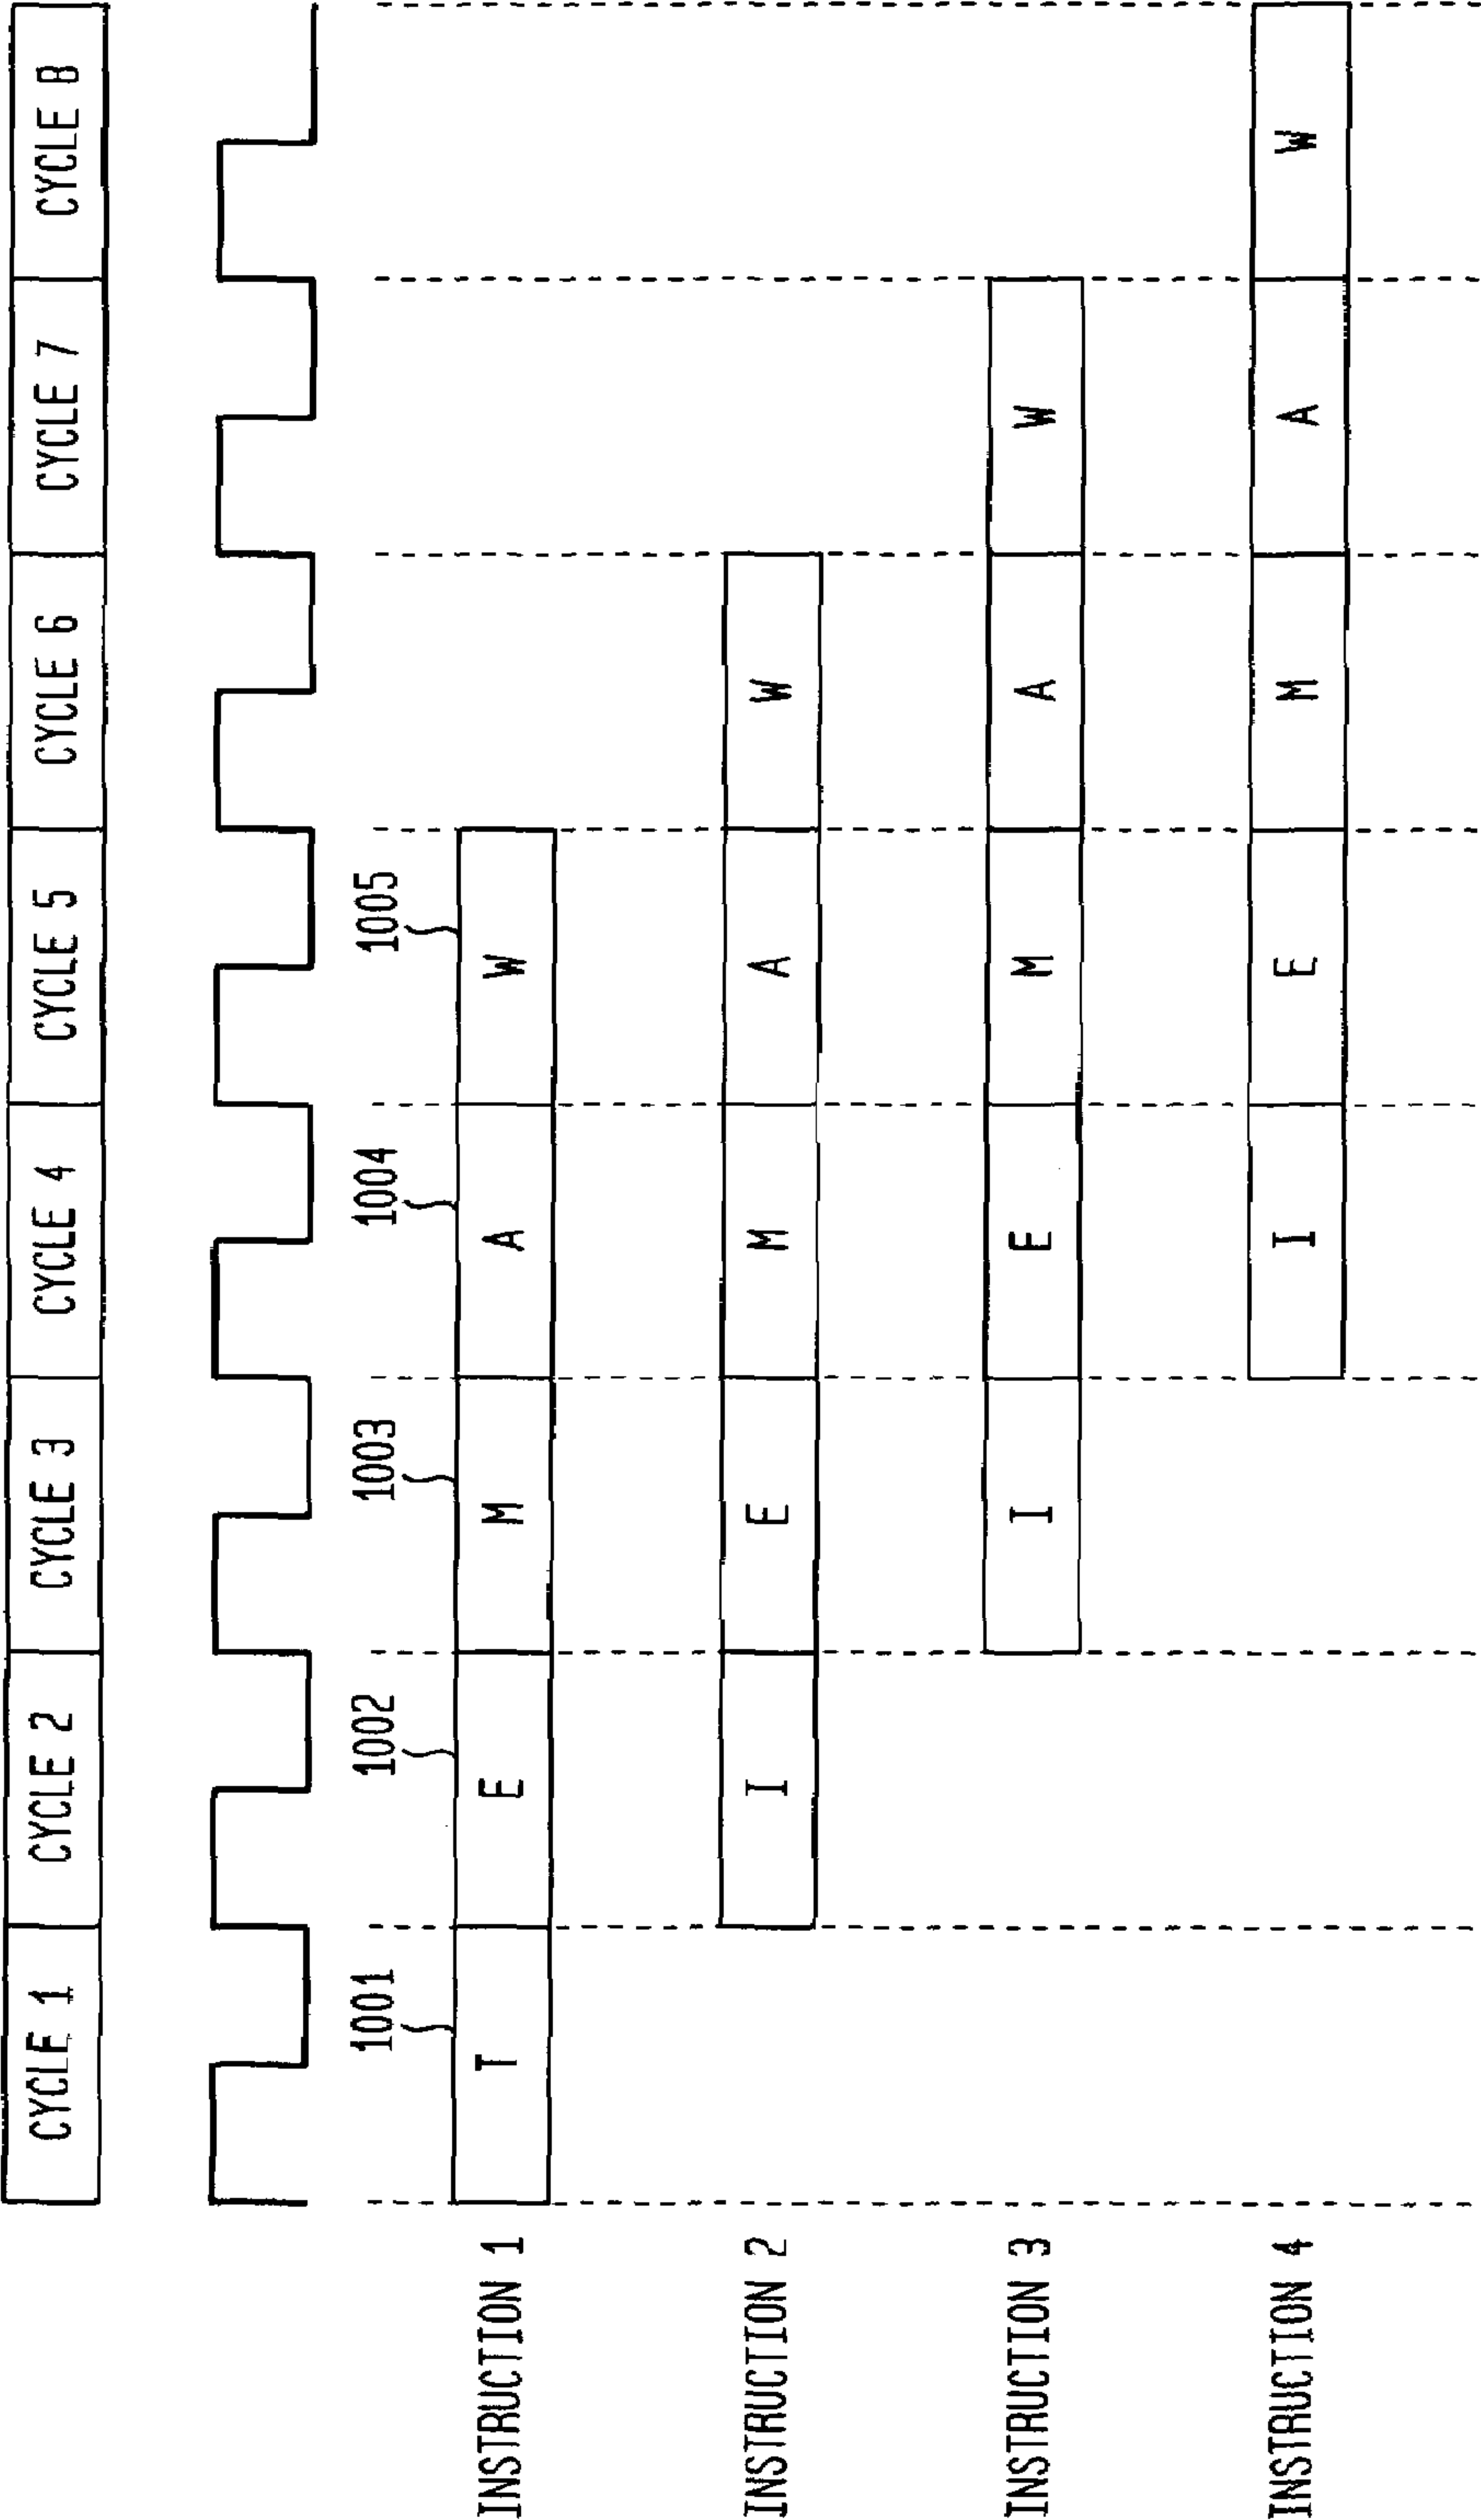 CYCLE 1 CYCLE 2 CYCLE 3 CYCLE 4 CYCLE 5 CYCLE 6 CYCLE 7 CYCLE 8
1001 1002 1003 1004 1005
INSTRUCTION 1 T E M A W
INSTRUCTION 2 I E M A W
INSTRUCTION 3 I E M A W
INSTRUCTION 4 I E M A W